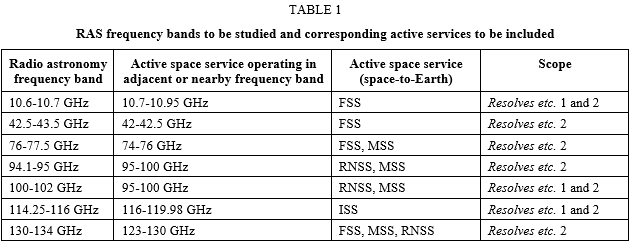 TABLE 1
RAS frequency bands to be studied and corresponding active services to be included
Radio astronomy frequency band | Active space service operating in adjacent or nearby frequency band | Active space service (space-to-Earth) | Scope
10.6-10.7 GHz | 10.7-10.95 GHz | FSS | Resolves etc. 1 and 2
42.5-43.5 GHz | 42-42.5 GHz | FSS | Resolves etc. 2
76-77.5 GHz | 74-76 GHz | FSS, MSS | Resolves etc. 2
94.1-95 GHz | 95-100 GHz | RNSS, MSS | Resolves etc. 2
100-102 GHz | 95-100 GHz | RNSS, MSS | Resolves etc. 1 and 2
114.25-116 GHz | 116-119.98 GHz | ISS | Resolves etc. 1 and 2
130-134 GHz | 123-130 GHz | FSS, MSS, RNSS | Resolves etc. 2